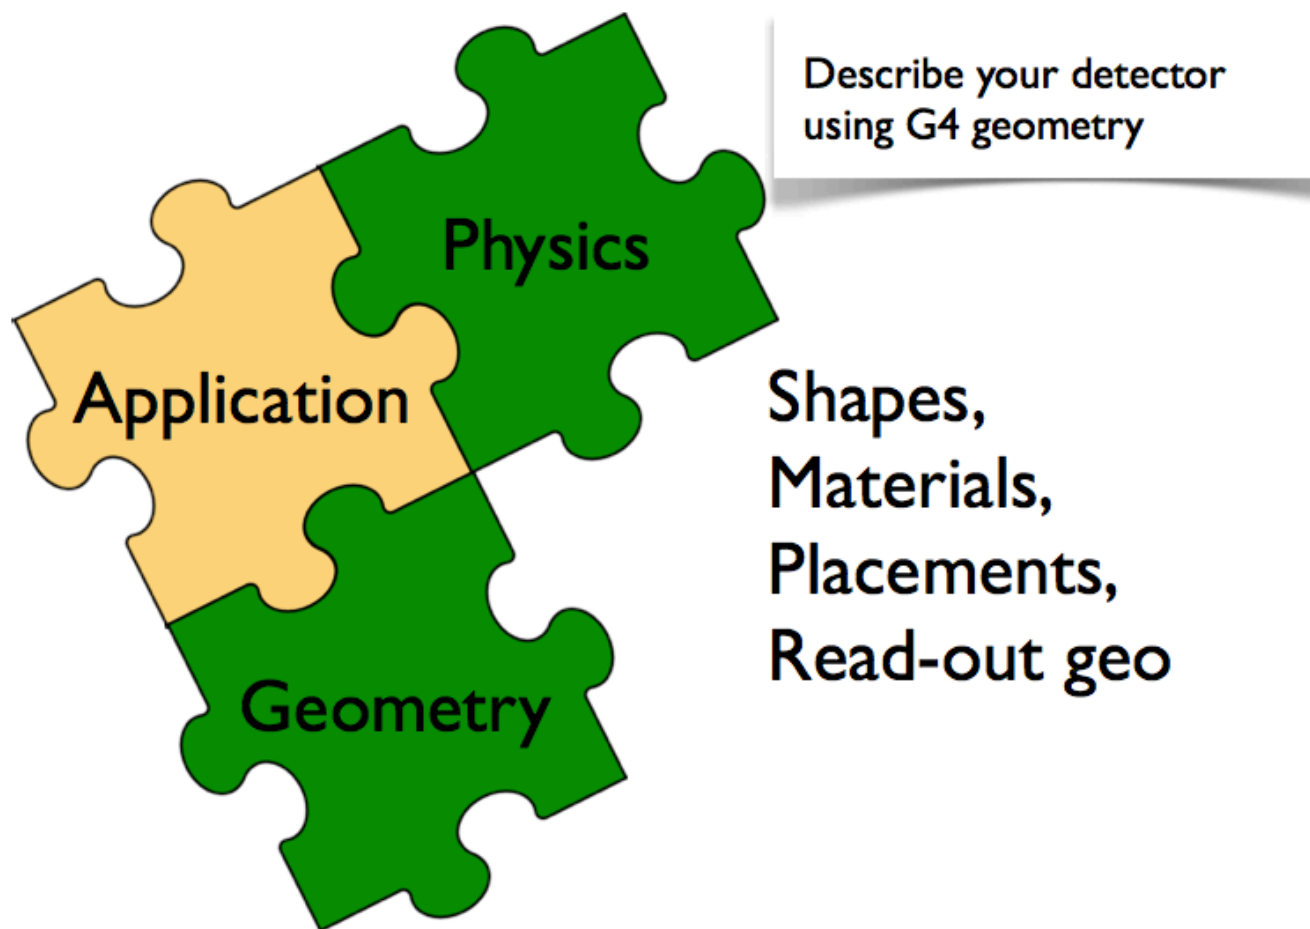 Describe your detector
using G4 geometry
Physics
Application
Geometry
Shapes,
Materials,
Placements,
Read-out geo